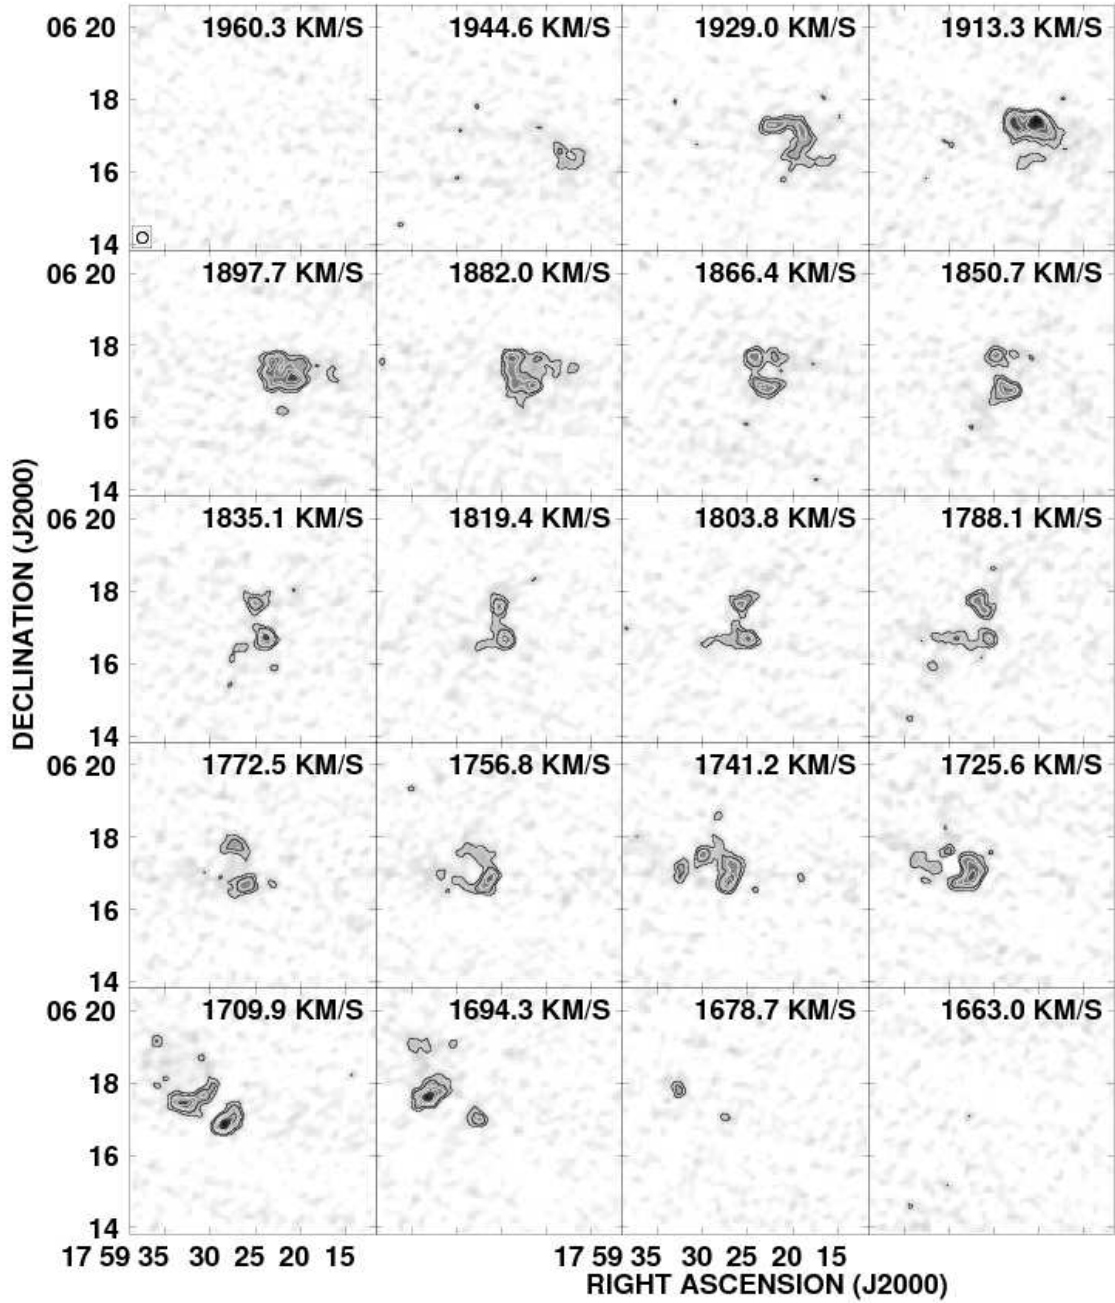 06 20 1960.3 KM/S 1944.6 KM/S 1929.0 KM/S 1913.3 KM/S
18
16
14
06 20 1897.7 KM/S 1882.0 KM/S 1866.4 KM/S 1850.7 KM/S
18
16
14
06 20 1835.1 KM/S 1819.4 KM/S 1803.8 KM/S 1788.1 KM/S
18
16
14
06 20 1772.5 KM/S 1756.8 KM/S 1741.2 KM/S 1725.6 KM/S
18
16
14
06 20 1709.9 KM/S 1694.3 KM/S 1678.7 KM/S 1663.0 KM/S
18
16
14
DECLINATION (J2000)
17 59 35 30 25 20 15 17 59 35 30 25 20 15
RIGHT ASCENSION (J2000)